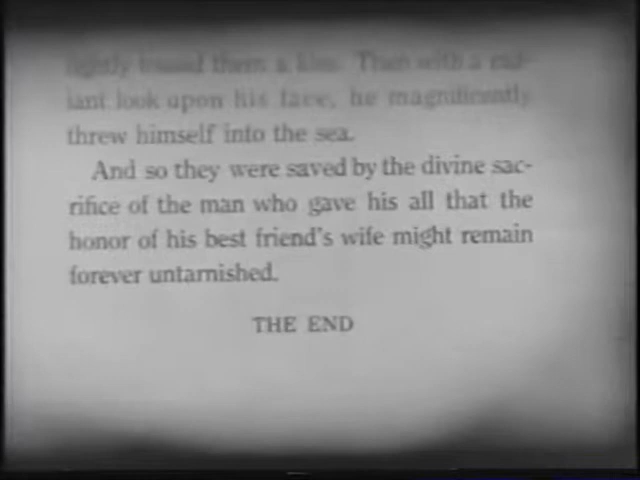 lightly tossed them a kiss. Then with a rad-
iant look upon his face, he magnificently
threw himself into the sea.
And so they were saved by the divine sac-
rifice of the man who gave his all that the
honor of his best friend's wife might remain
forever untarnished.
THE END